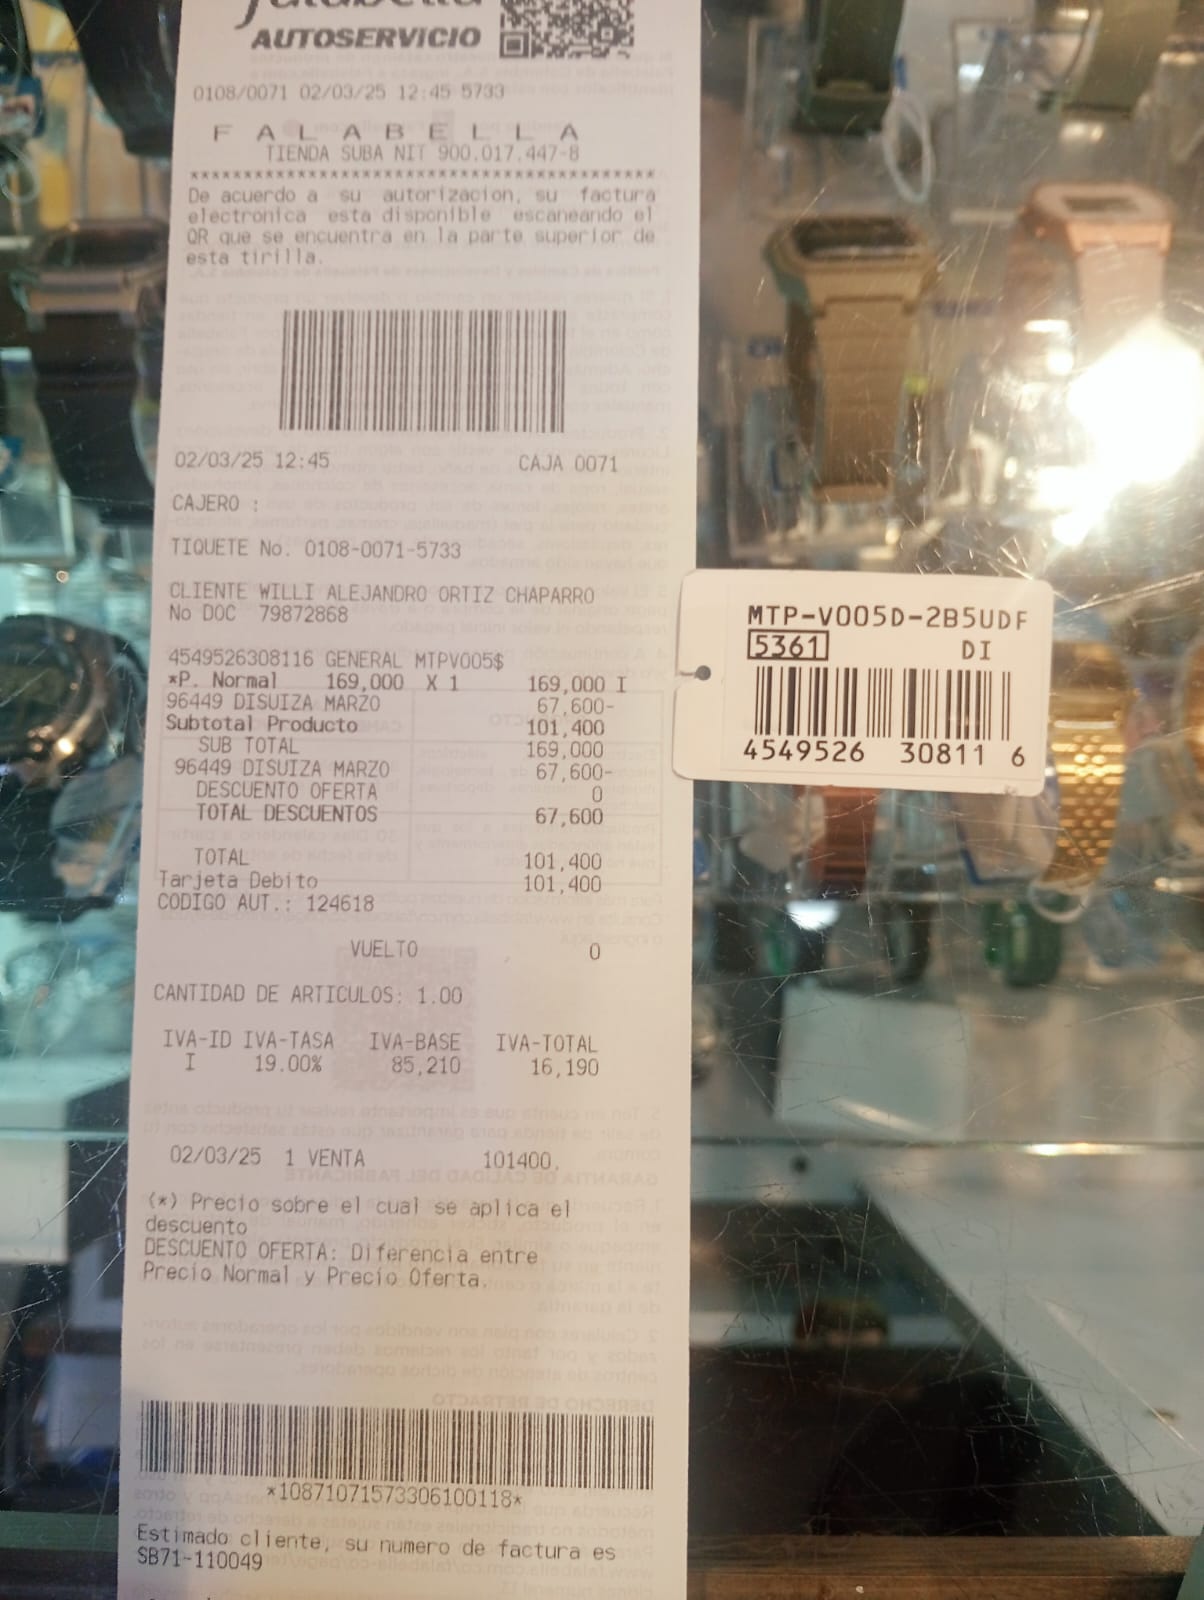 falabella
AUTOSERVICIO
0108/0071 02/03/25 12:45 5733
F A L A B E L L A
TIENDA SUBA NIT 900.017.447-8
********************************************
De acuerdo a su autorizacion, su factura
electronica esta disponible escaneando el
QR que se encuentra en la parte superior de
esta tirilla.
02/03/25 12:45 CAJA 0071
CAJERO :
TIQUETE No. 0108-0071-5733
CLIENTE WILLI ALEJANDRO ORTIZ CHAPARRO
No DOC 79872868
4549526308116 GENERAL MTPV005$
*P. Normal 169,000 X 1 169,000 I
96449 DISUIZA MARZO 67,600-
Subtotal Producto 101,400
SUB TOTAL 169,000
96449 DISUIZA MARZO 67,600-
DESCUENTO OFERTA 0
TOTAL DESCUENTOS 67,600
TOTAL 101,400
Tarjeta Debito 101,400
CODIGO AUT.: 124618
VUELTO 0
CANTIDAD DE ARTICULOS: 1.00
IVA-ID IVA-TASA IVA-BASE IVA-TOTAL
I 19.00% 85,210 16,190
02/03/25 1 VENTA 101400,
(*) Precio sobre el cual se aplica el
descuento
DESCUENTO OFERTA: Diferencia entre
Precio Normal y Precio Oferta.
*10871071573306100118*
Estimado cliente, su numero de factura es
SB71-110049
MTP-V005D-2B5UDF
5361 DI
4549526 30811 6